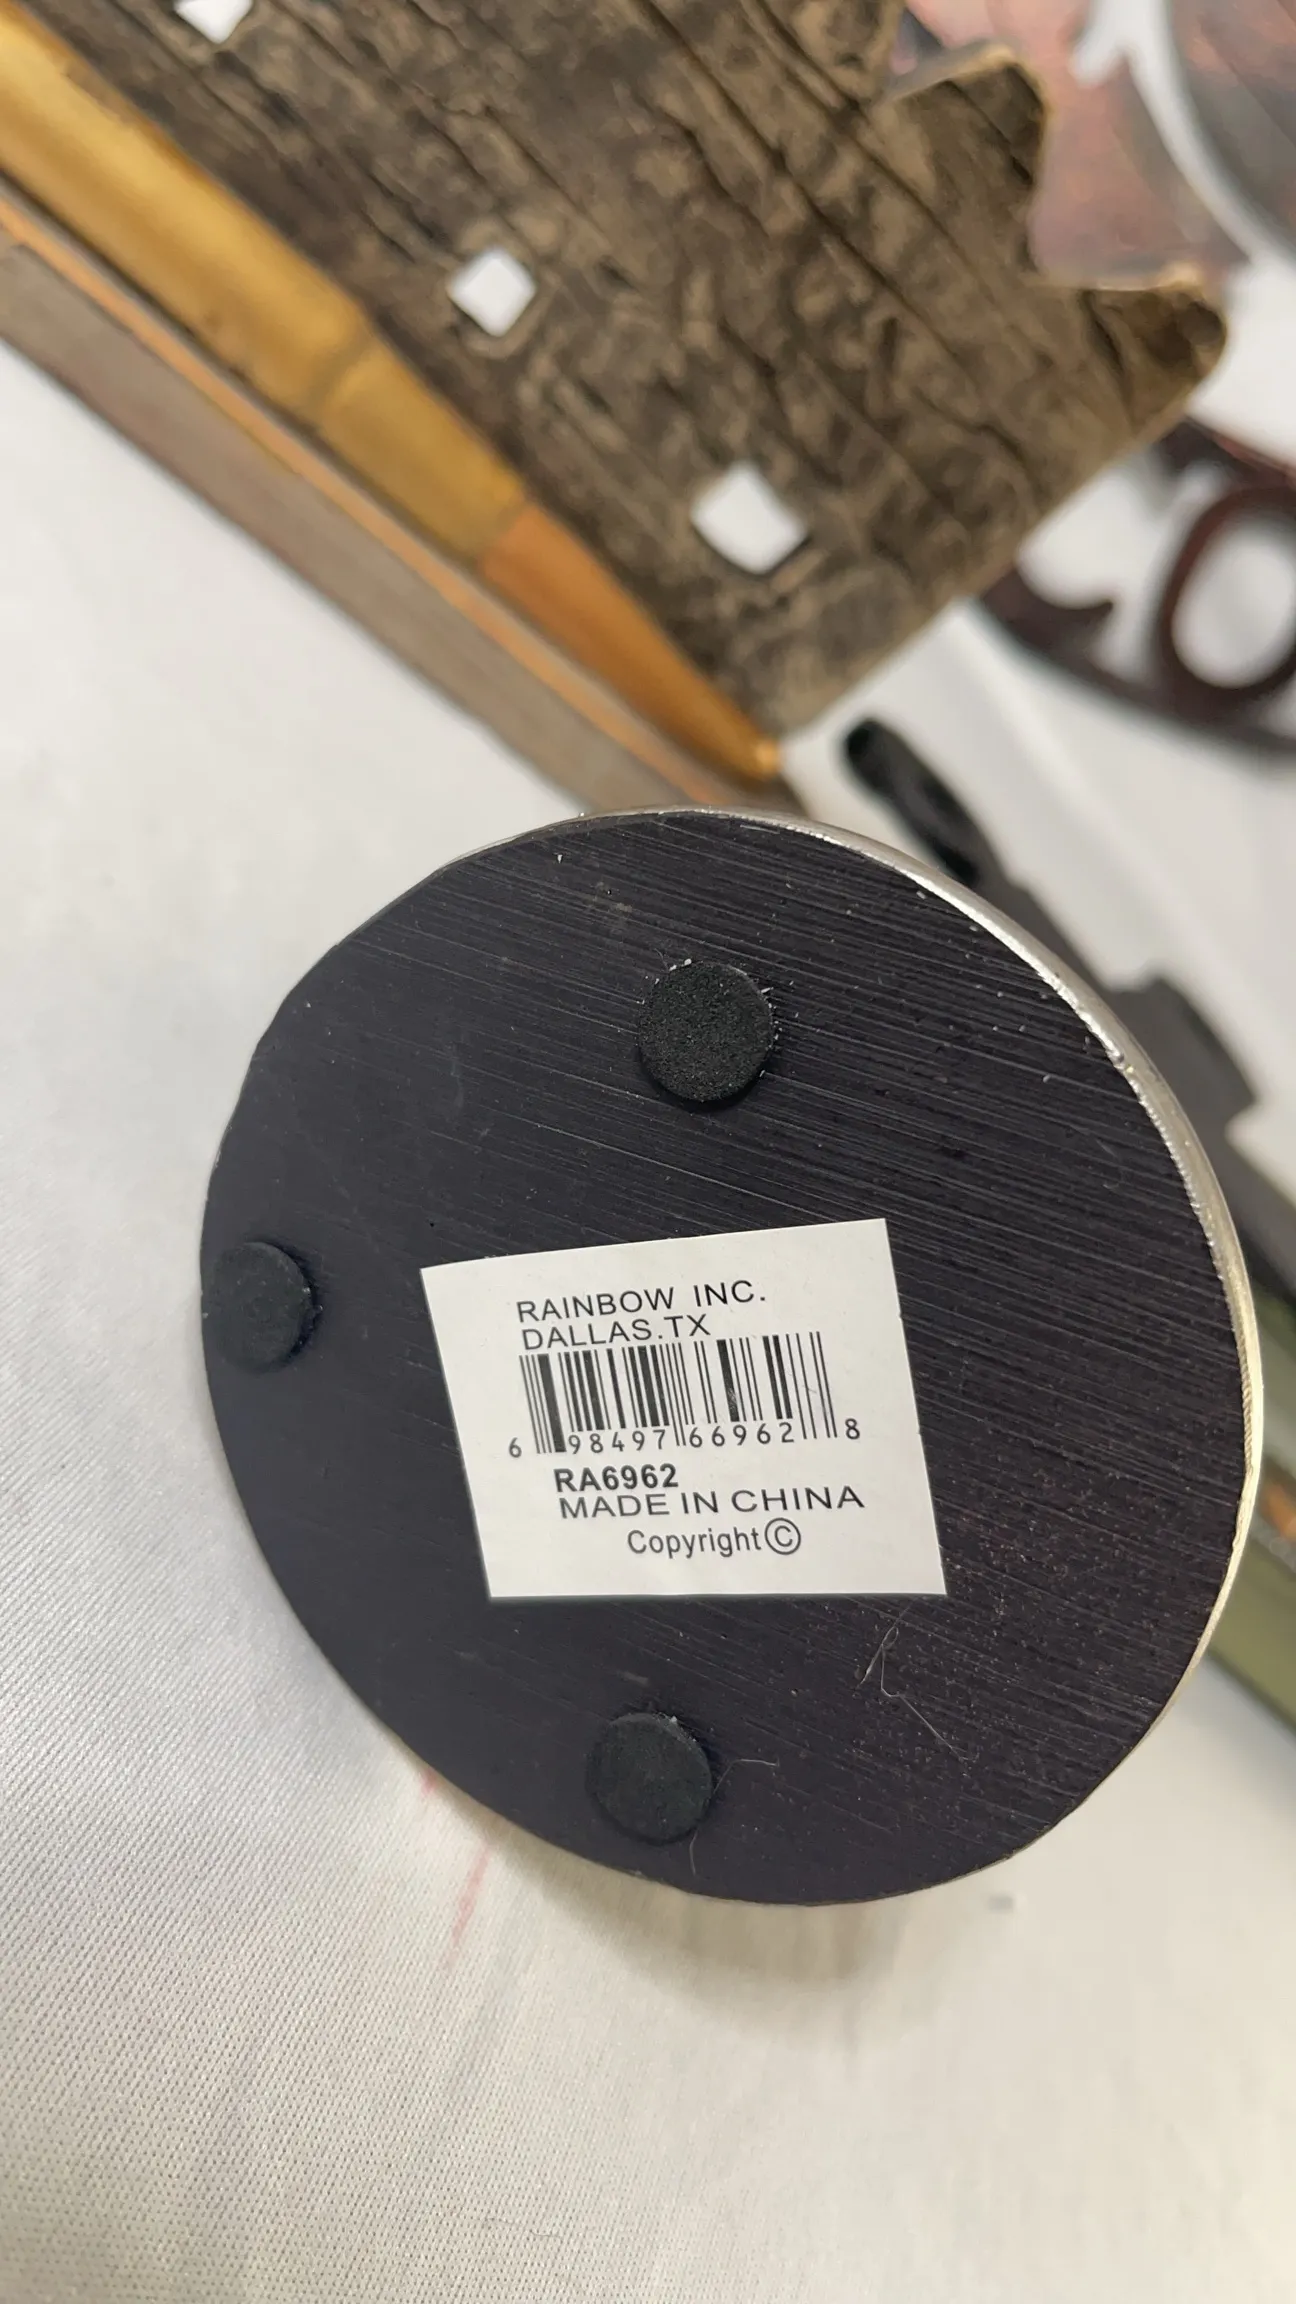 RAINBOW INC.
DALLAS.TX
6 98497 66962 8
RA6962
MADE IN CHINA
Copyright©